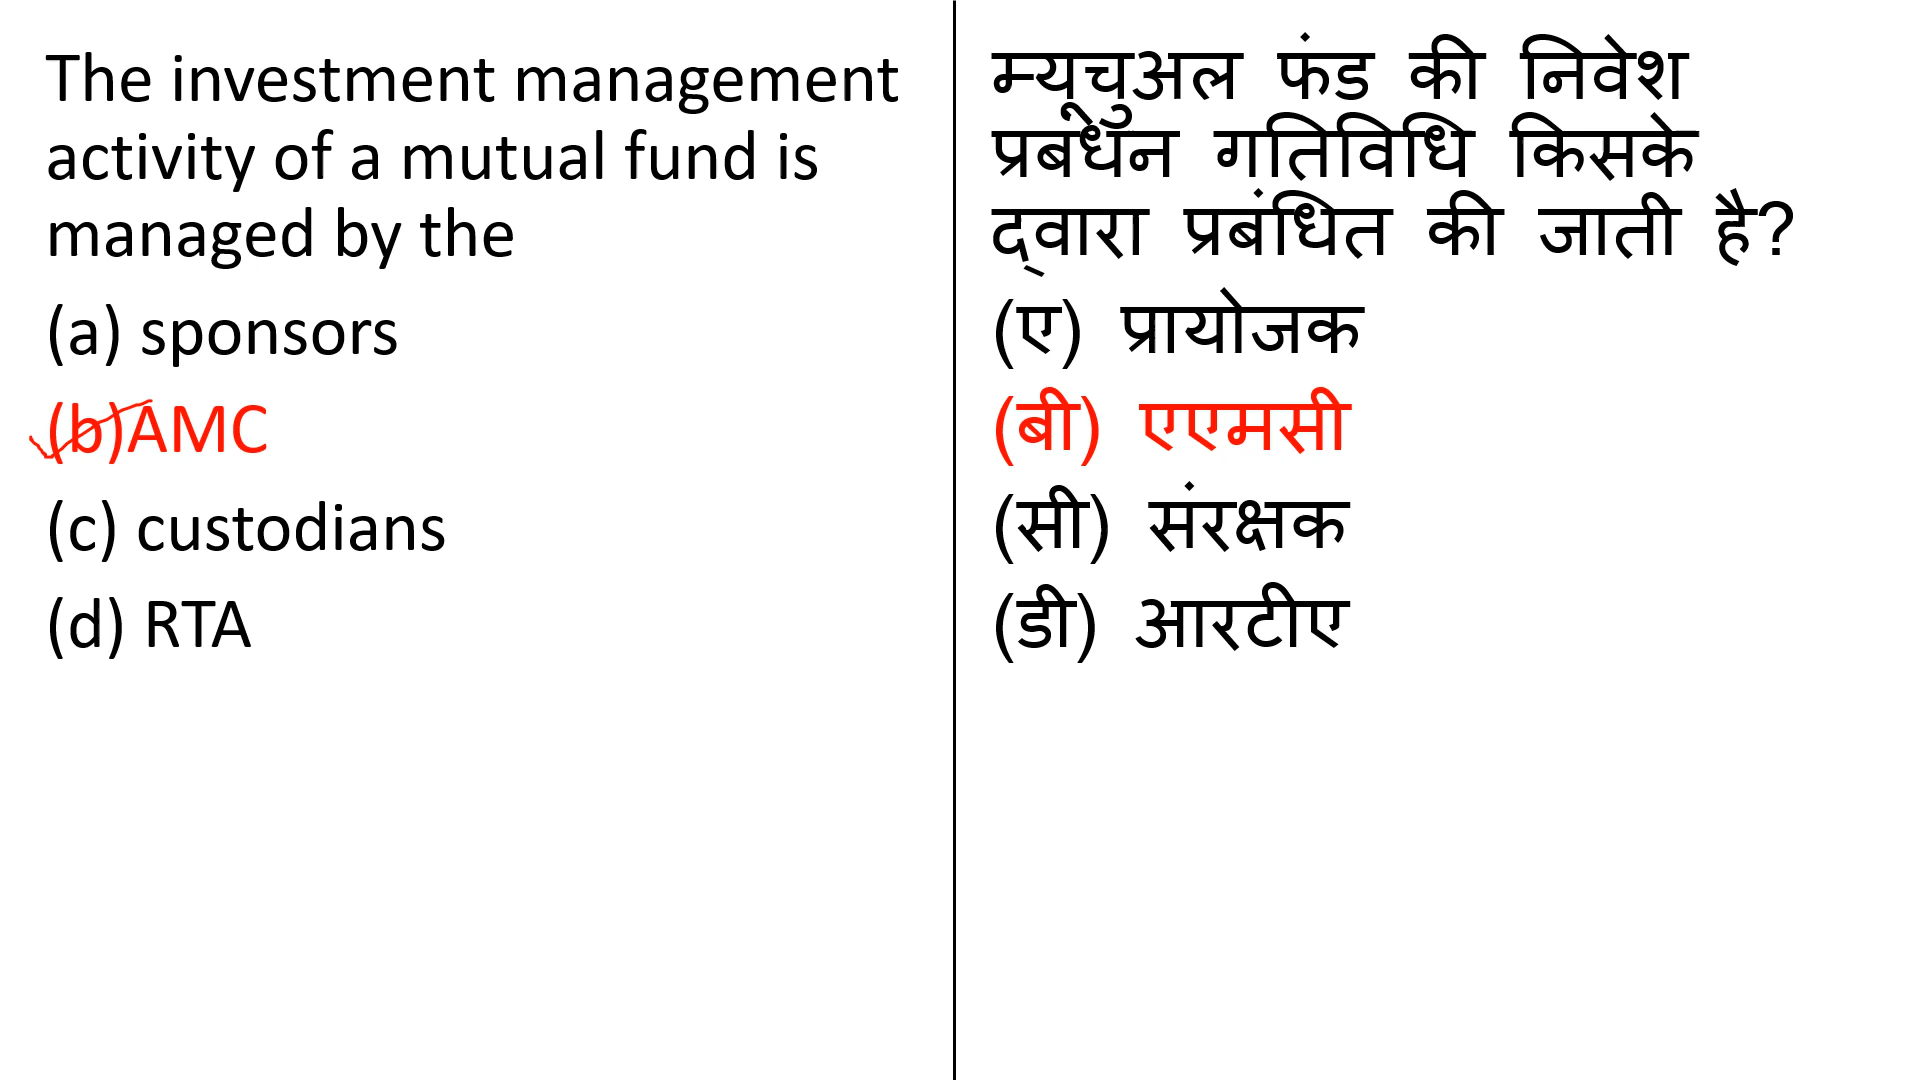 The investment management
activity of a mutual fund is
managed by the
(a) sponsors
(b)AMC
(c) custodians
(d) RTA
म्यूचुअल फंड की निवेश
प्रबंधन गतिविधि किसके
द्वारा प्रबंधित की जाती है?
(ए) प्रायोजक
(बी) एएमसी
(सी) संरक्षक
(डी) आरटीए